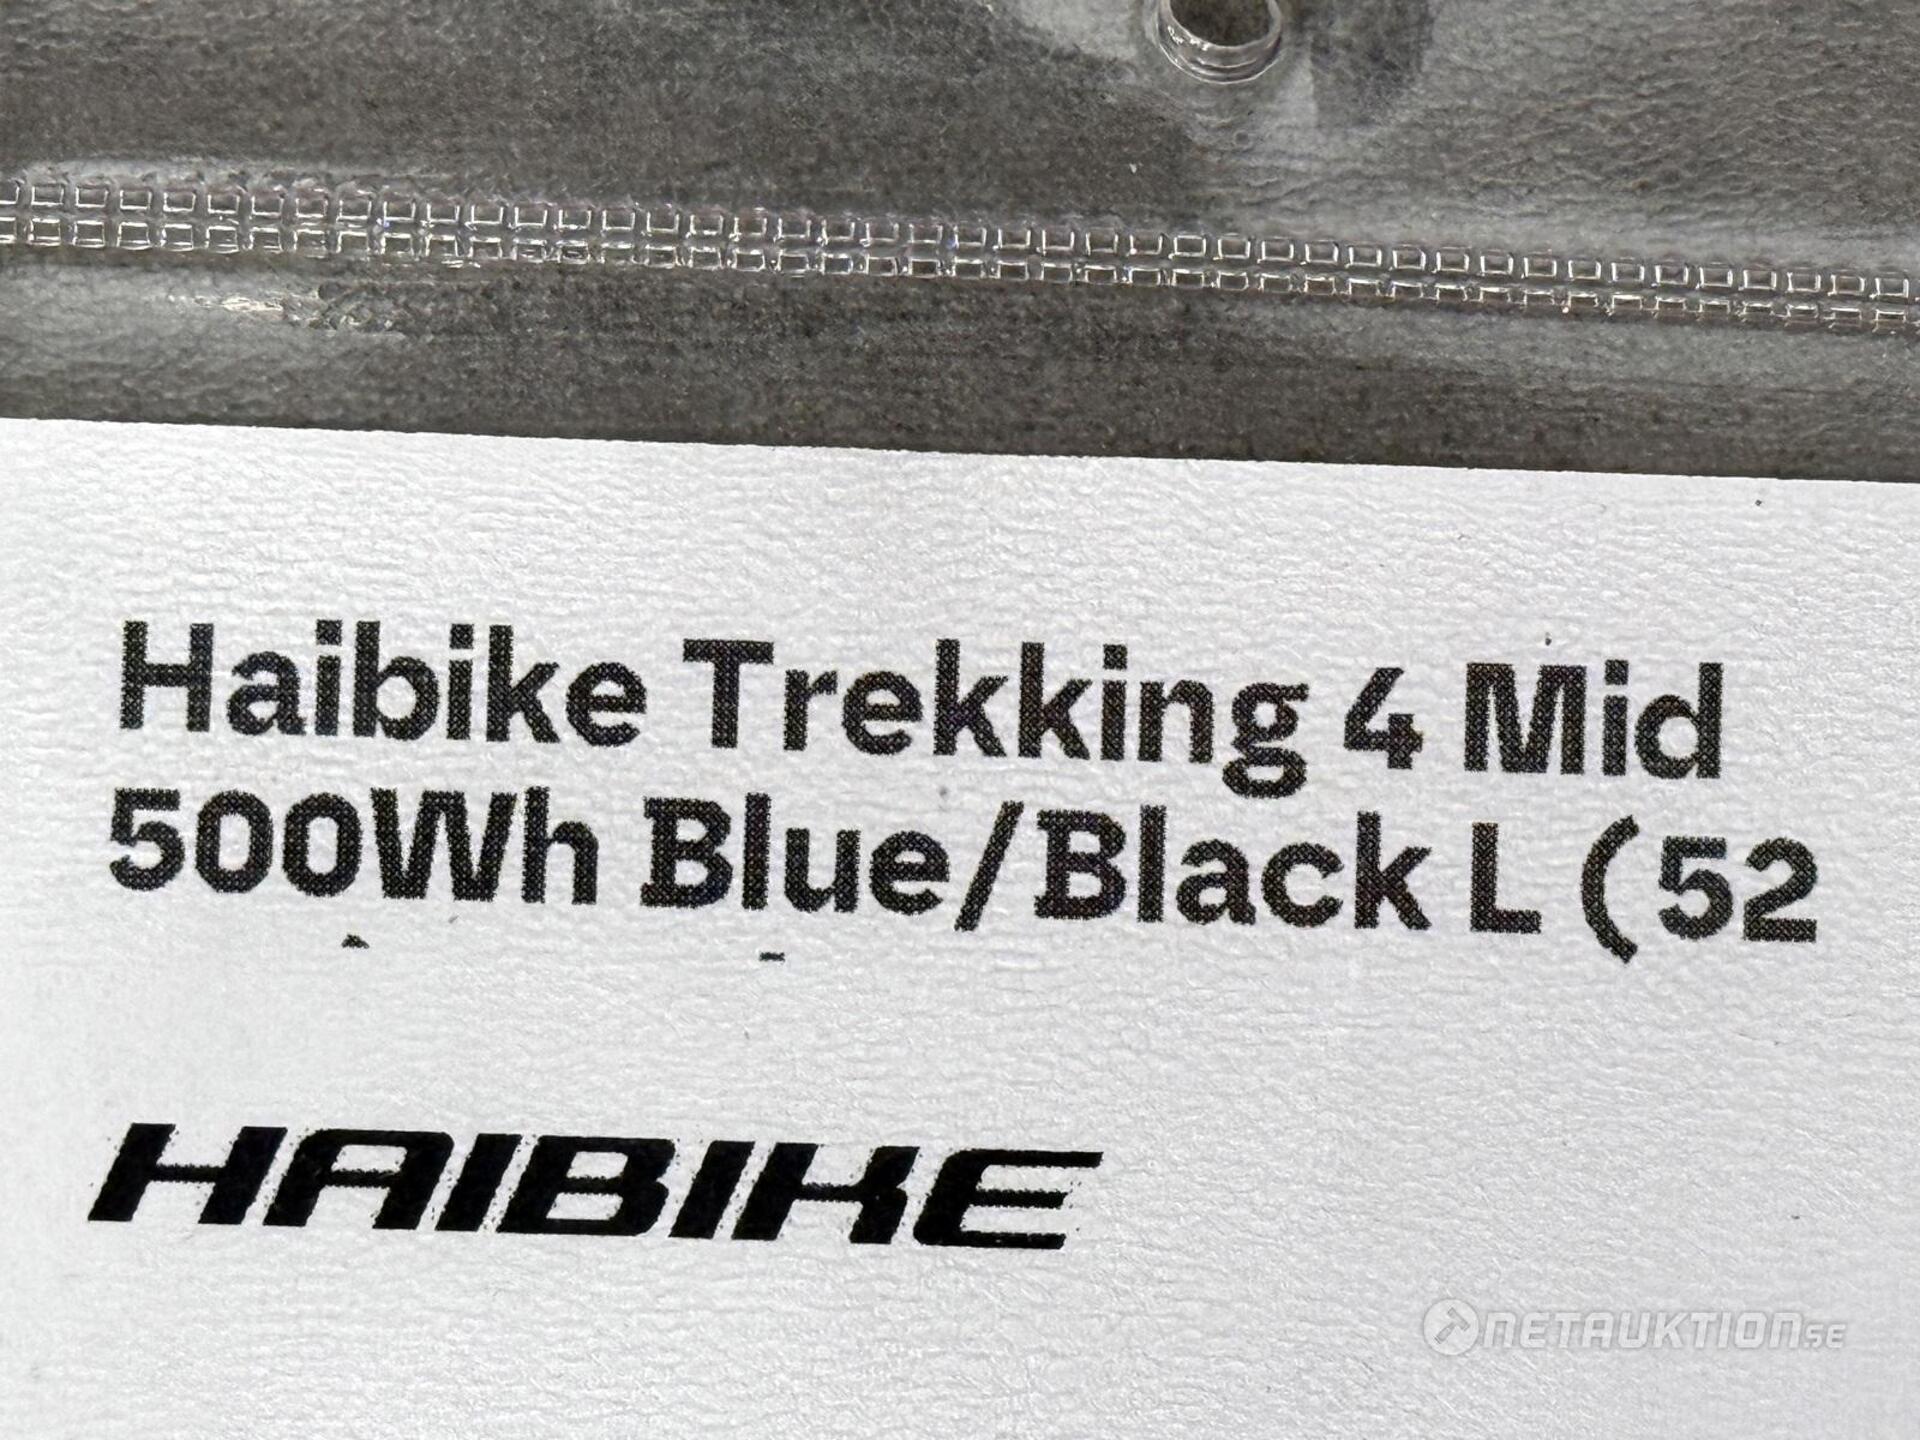 Haibike Trekking 4 Mid
500Wh Blue/Black L (52
HAIBIKE
NETAUKTION.SE